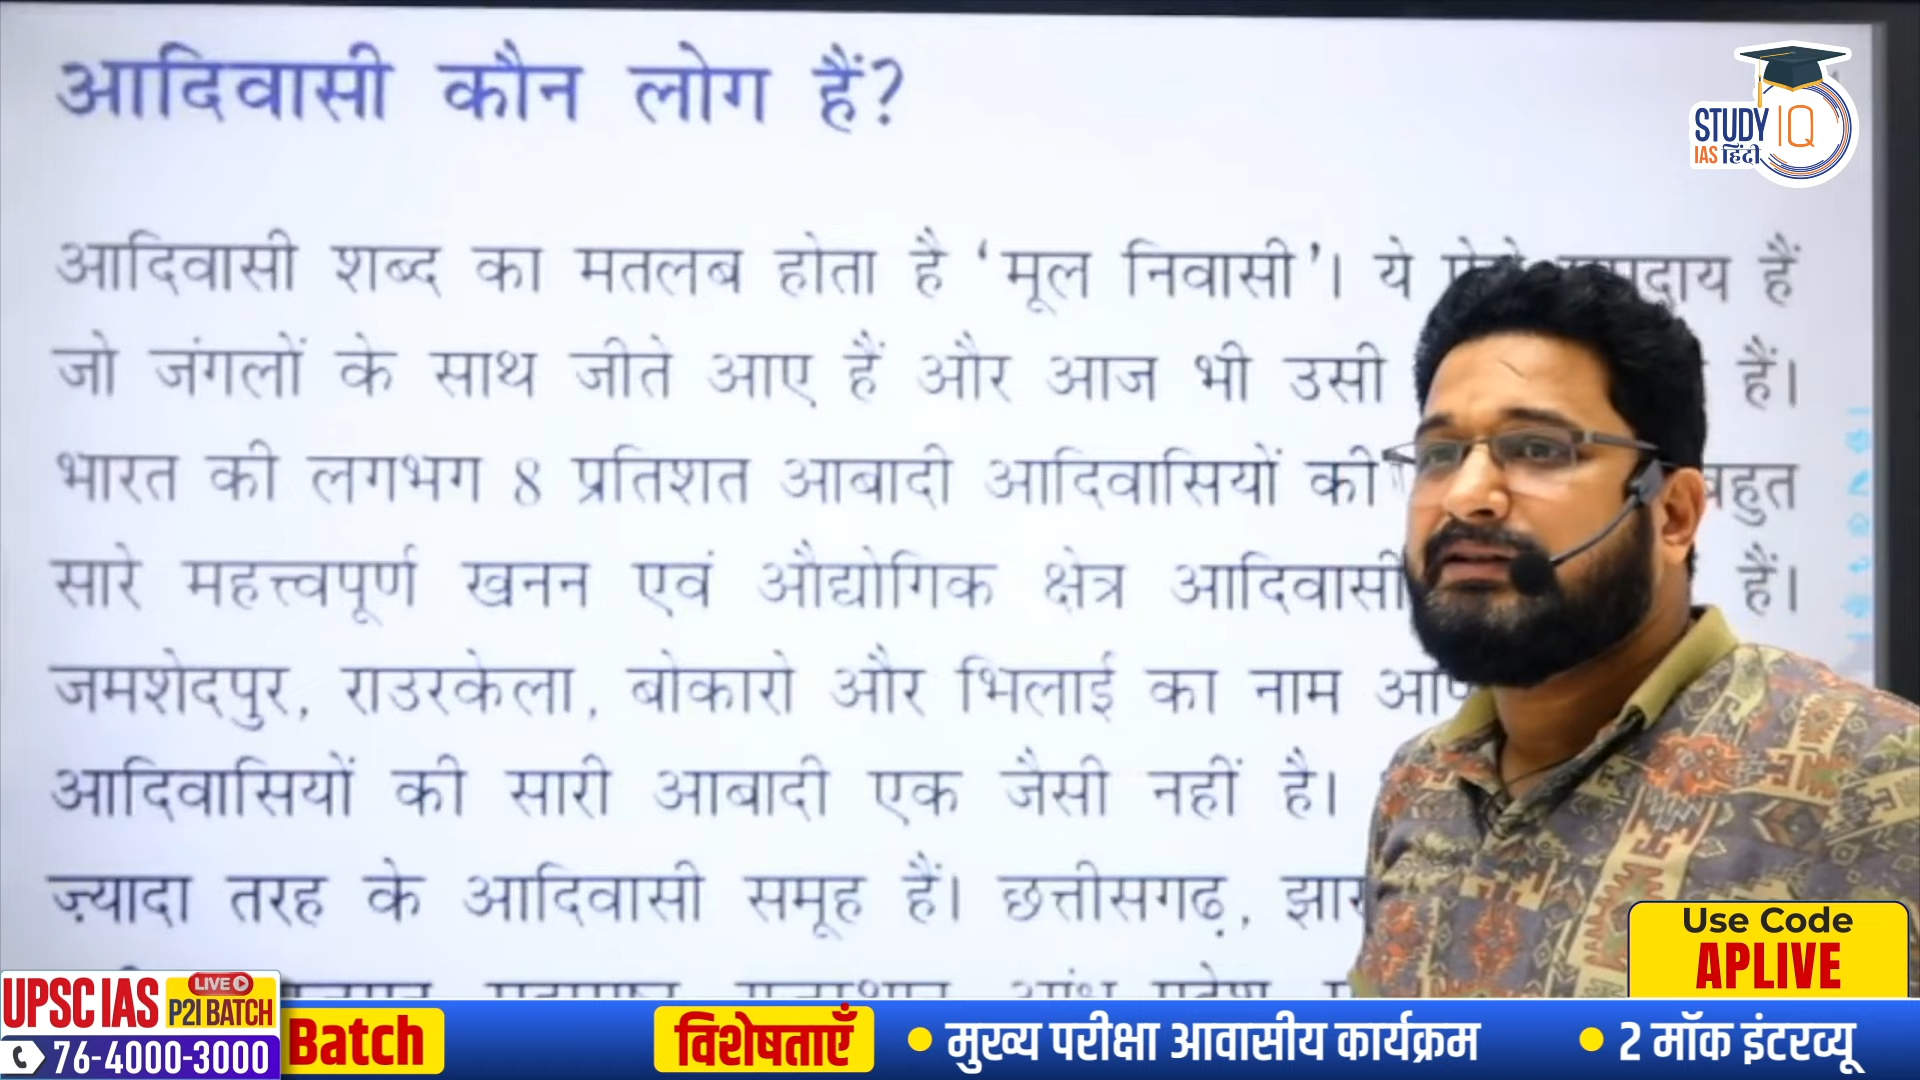 आदिवासी कौन लोग हैं?
STUDY IQ
IAS हिंदी
आदिवासी शब्द का मतलब होता है ‘मूल निवासी’। ये हैं
जो जंगलों के साथ जीते आए हैं और आज भी उसी हैं।
भारत की लगभग 8 प्रतिशत आबादी आदिवासियों की बहुत
सारे महत्त्वपूर्ण खनन एवं औद्योगिक क्षेत्र आदिवासी हैं।
जमशेदपुर, राउरकेला, बोकारो और भिलाई का नाम
आदिवासियों की सारी आबादी एक जैसी नहीं है।
ज़्यादा तरह के आदिवासी समूह हैं। छत्तीसगढ़,
Use Code
APLIVE
UPSC IAS LIVE P2I BATCH
76-4000-3000
Batch विशेषताएँ • मुख्य परीक्षा आवासीय कार्यक्रम • 2 मॉक इंटरव्यू